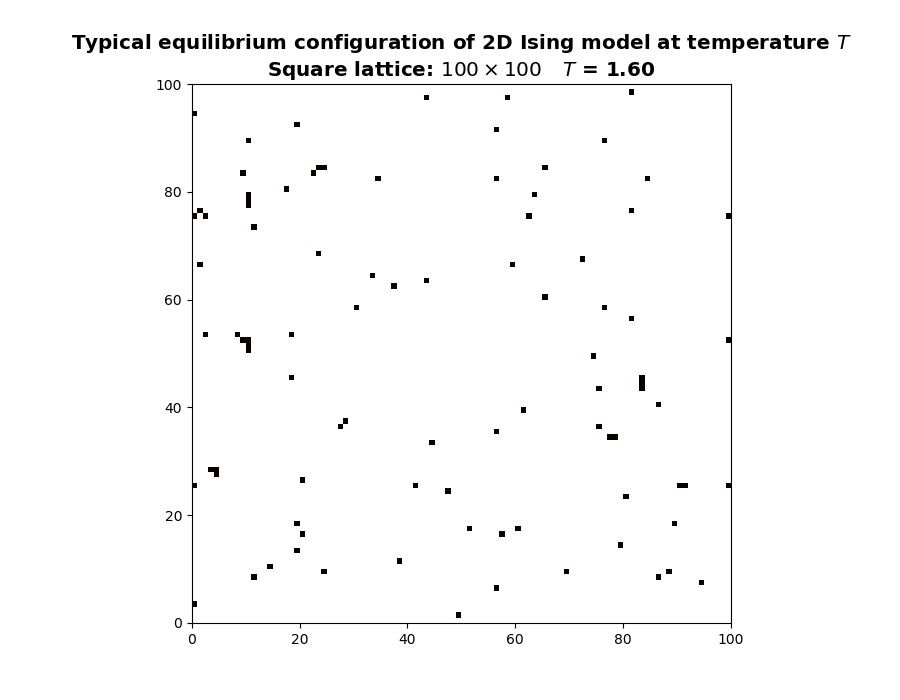 Typical equilibrium configuration of 2D Ising model at temperature T
Square lattice: 100 × 100 T = 1.60
100
80
60
40
20
0
0 20 40 60 80 100